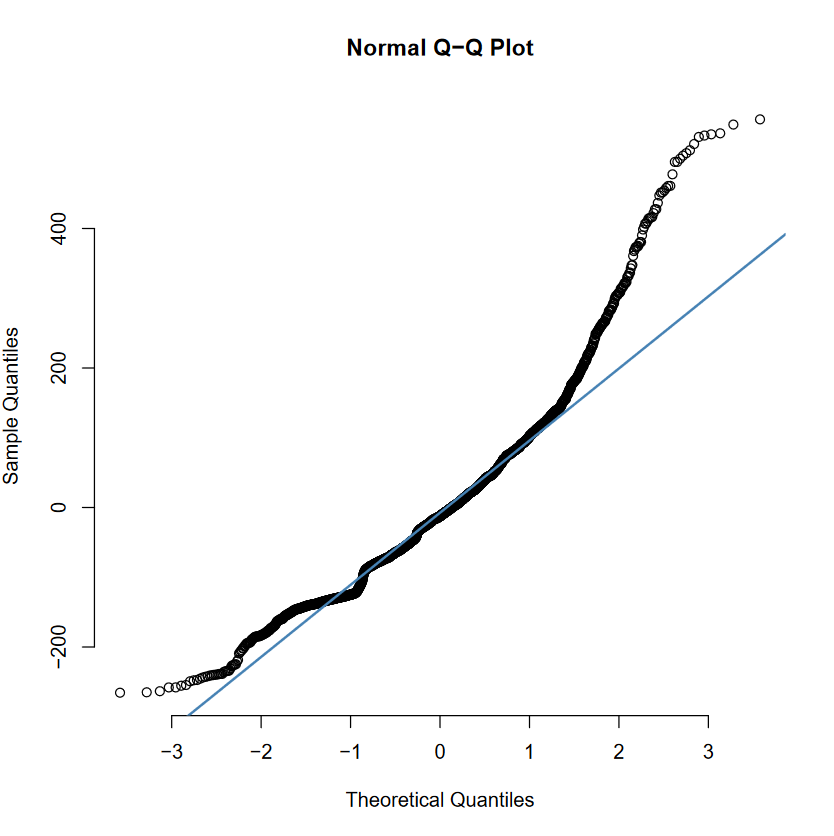 Normal Q−Q Plot
Sample Quantiles
400
200
0
−200
−3 −2 −1 0 1 2 3
Theoretical Quantiles